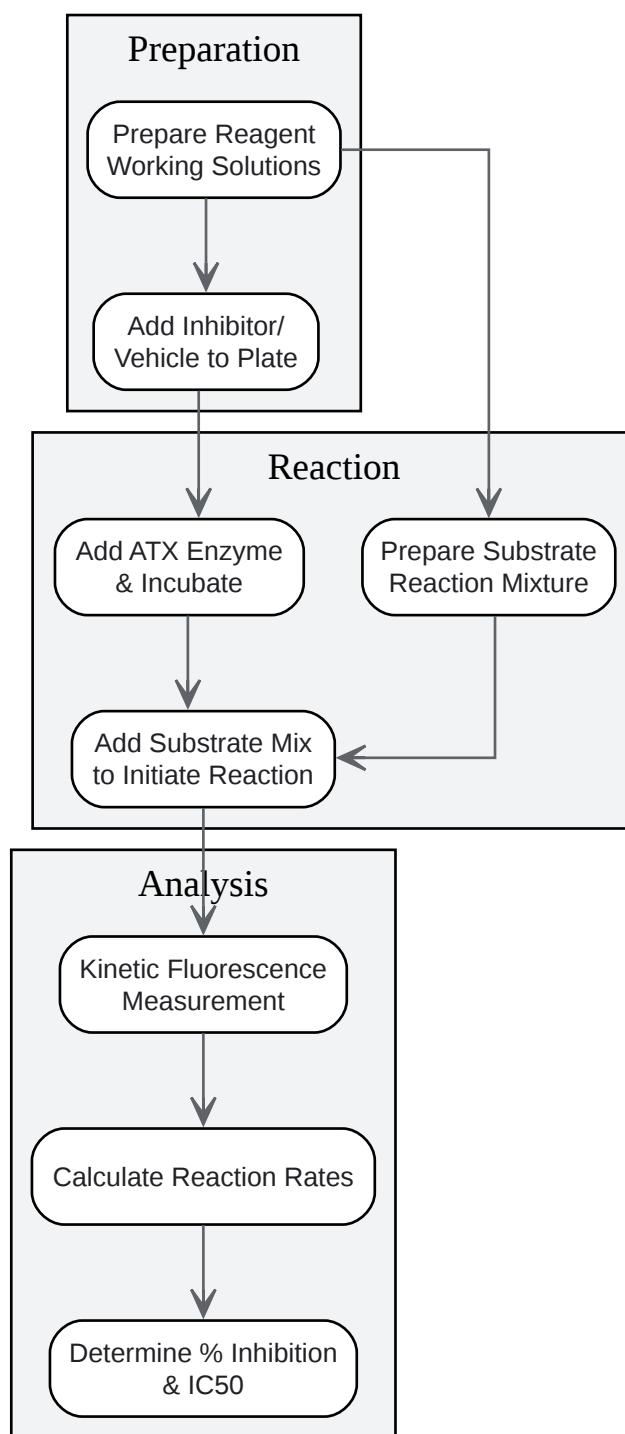 Preparation
Prepare Reagent
Working Solutions
Add Inhibitor/
Vehicle to Plate
Reaction
Add ATX Enzyme
& Incubate
Prepare Substrate
Reaction Mixture
Add Substrate Mix
to Initiate Reaction
Analysis
Kinetic Fluorescence
Measurement
Calculate Reaction Rates
Determine % Inhibition
& IC50